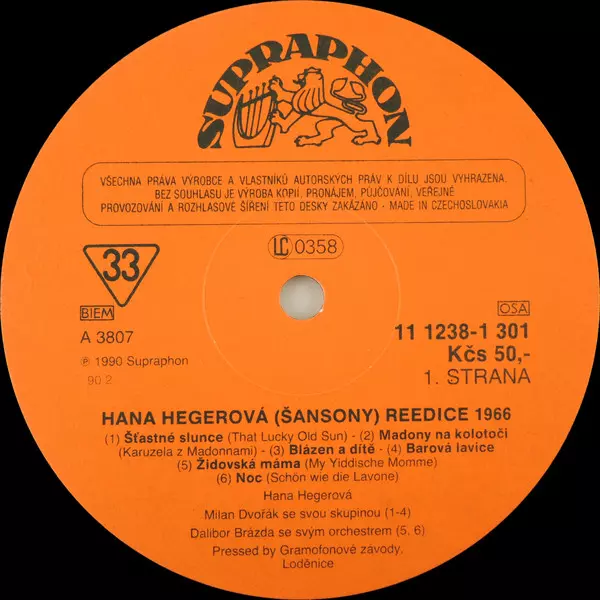 SUPRAPHON
VŠECHNA PRÁVA VÝROBCE A VLASTNÍKŮ AUTORSKÝCH PRÁV K DÍLU JSOU VYHRAZENA.
BEZ SOUHLASU JE VÝROBA KOPIÍ, PRONÁJEM, PŮJČOVÁNÍ, VEŘEJNÉ
PROVOZOVÁNÍ A ROZHLASOVÉ ŠÍŘENÍ TÉTO DESKY ZAKÁZÁNO - MADE IN CZECHOSLOVAKIA
33
LC 0358
BIEM
OSA
A 3807
11 1238-1 301
Kčs 50,-
℗ 1990 Supraphon
90 2
1. STRANA
HANA HEGEROVÁ (ŠANSONY) REEDICE 1966
(1) Šťastné slunce (That Lucky Old Sun) - (2) Madony na kolotoči
(Karuzela z Madonnami) - (3) Blázen a dítě - (4) Barová lavice
(5) Židovská máma (My Yiddische Momme)
(6) Noc (Schön wie die Lavone)
Hana Hegerová
Milan Dvořák se svou skupinou (1-4)
Dalibor Brázda se svým orchestrem (5, 6)
Pressed by Gramofonové závody,
Loděnice